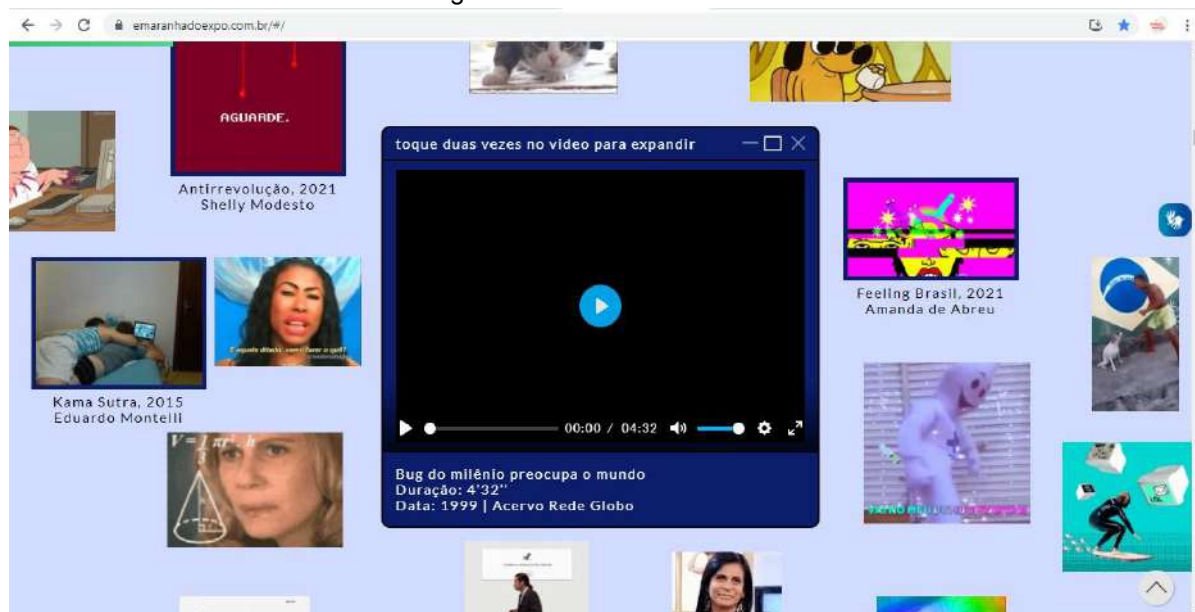 emaranhadoexpo.com.br/#/
AGUARDE.
Antirrevolução, 2021
Shelly Modesto
toque duas vezes no video para expandir
Feeling Brasil, 2021
Amanda de Abreu
Kama Sutra, 2015
Eduardo Montelli
00:00 / 04:32
Bug do milênio preocupa o mundo
Duração: 4'32''
Data: 1999 | Acervo Rede Globo